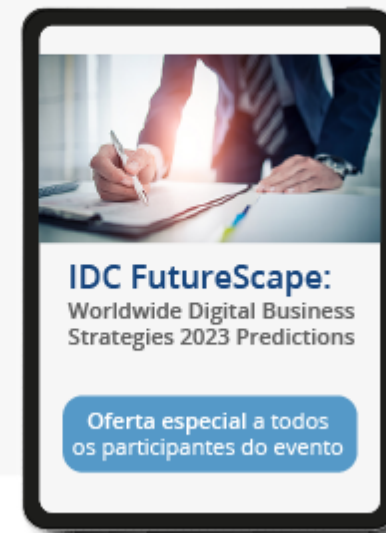 IDC FutureScape:
Worldwide Digital Business
Strategies 2023 Predictions
Oferta especial a todos
os participantes do evento